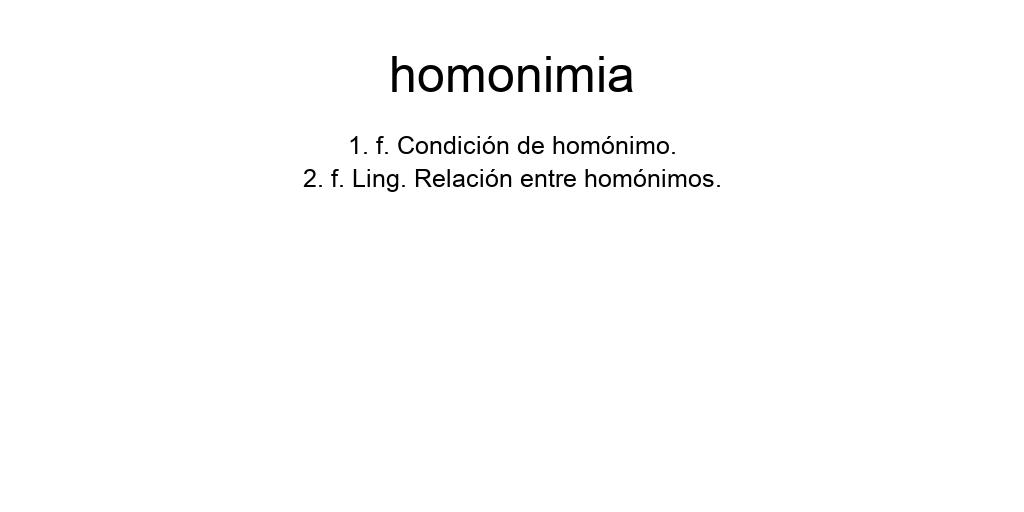 homonimia
1. f. Condición de homónimo.
2. f. Ling. Relación entre homónimos.